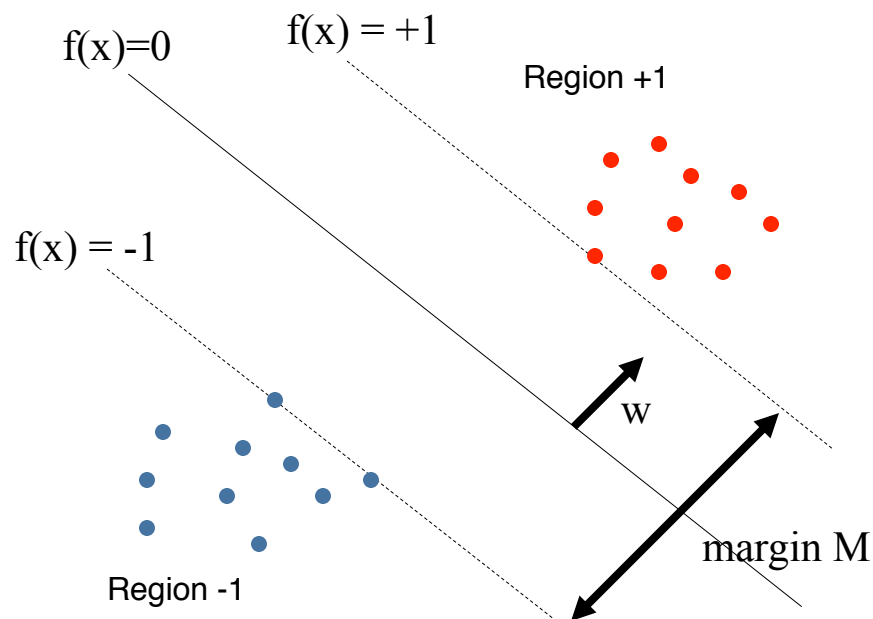 f(x)=0
f(x) = +1
Region +1
f(x) = -1
w
margin M
Region -1